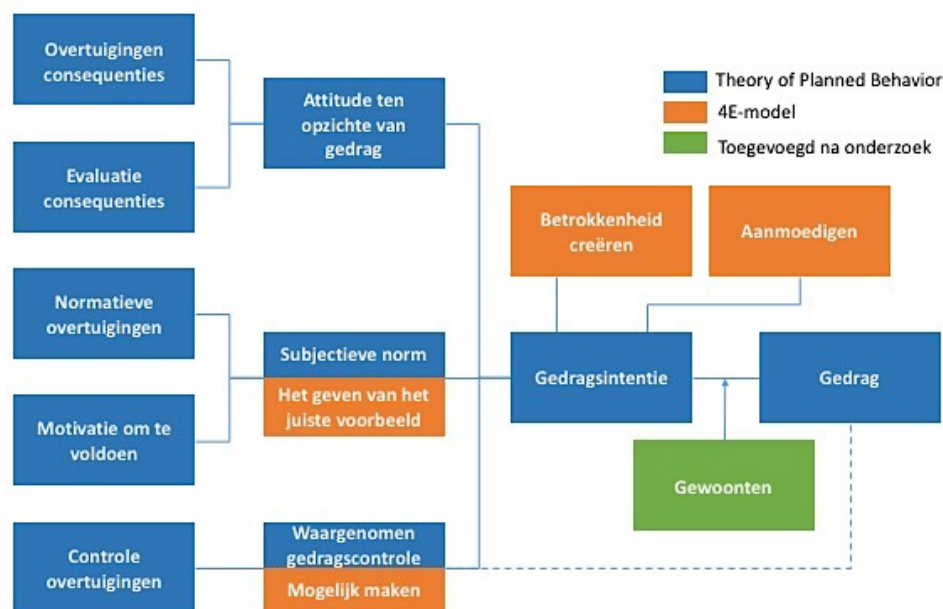 Overtuigingen
consequenties
Evaluatie
consequenties
Attitude ten
opzichte van
gedrag
Theory of Planned Behavior
4E-model
Toegevoegd na onderzoek
Betrokkenheid
creëren
Aanmoedigen
Normatieve
overtuigingen
Motivatie om te
voldoen
Subjectieve norm
Het geven van het
juiste voorbeeld
Gedragsintentie
Gedrag
Gewoonten
Controle
overtuigingen
Waargenomen
gedragscontrole
Mogelijk maken